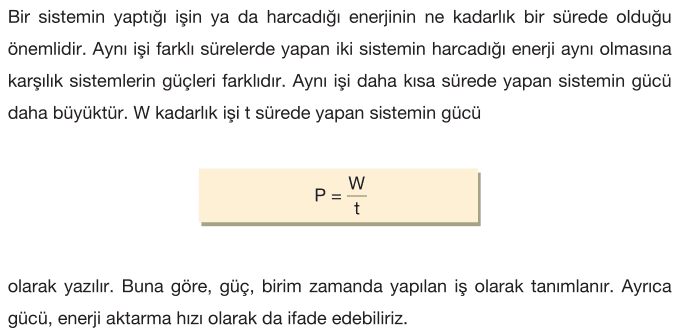 Bir sistemin yaptığı işin ya da harcadığı enerjinin ne kadarlık bir sürede olduğu
önemlidir. Aynı işi farklı sürelerde yapan iki sistemin harcadığı enerji aynı olmasına
karşılık sistemlerin güçleri farklıdır. Aynı işi daha kısa sürede yapan sistemin gücü
daha büyüktür. W kadarlık işi t sürede yapan sistemin gücü
P = W/t
olarak yazılır. Buna göre, güç, birim zamanda yapılan iş olarak tanımlanır. Ayrıca
gücü, enerji aktarma hızı olarak da ifade edebiliriz.